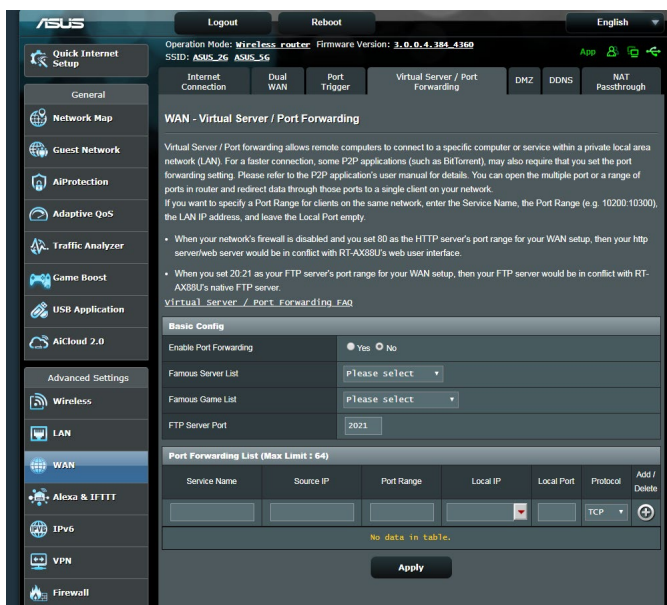 ASUS
Logout
Reboot
English
Quick Internet
Setup
Operation Mode: Wireless router Firmware Version: 3.0.0.4.384_4360
SSID: ASUS_2G ASUS_5G
App
Internet
Connection
Dual
WAN
Port
Trigger
Virtual Server / Port
Forwarding
DMZ
DDNS
NAT
Passthrough
General
Network Map
Guest Network
AiProtection
Adaptive QoS
Traffic Analyzer
Game Boost
USB Application
AiCloud 2.0
Advanced Settings
Wireless
LAN
WAN
Alexa & IFTTT
IPv6
VPN
Firewall
WAN - Virtual Server / Port Forwarding
Virtual Server / Port forwarding allows remote computers to connect to a specific computer or service within a private local area
network (LAN). For a faster connection, some P2P applications (such as BitTorrent), may also require that you set the port
forwarding setting. Please refer to the P2P application's user manual for details. You can open the multiple port or a range of
ports in router and redirect data through those ports to a single client on your network.
If you want to specify a Port Range for clients on the same network, enter the Service Name, the Port Range (e.g. 10200:10300),
the LAN IP address, and leave the Local Port empty.
• When your network's firewall is disabled and you set 80 as the HTTP server's port range for your WAN setup, then your http
server/web server would be in conflict with RT-AX88U's web user interface.
• When you set 20:21 as your FTP server's port range for your WAN setup, then your FTP server would be in conflict with RT-
AX88U's native FTP server.
Virtual Server / Port Forwarding FAQ
Basic Config
Enable Port Forwarding Yes No
Famous Server List Please select
Famous Game List Please select
FTP Server Port 2021
Port Forwarding List (Max Limit : 64)
Service Name Source IP Port Range Local IP Local Port Protocol Add /
Delete
TCP
No data in table.
Apply